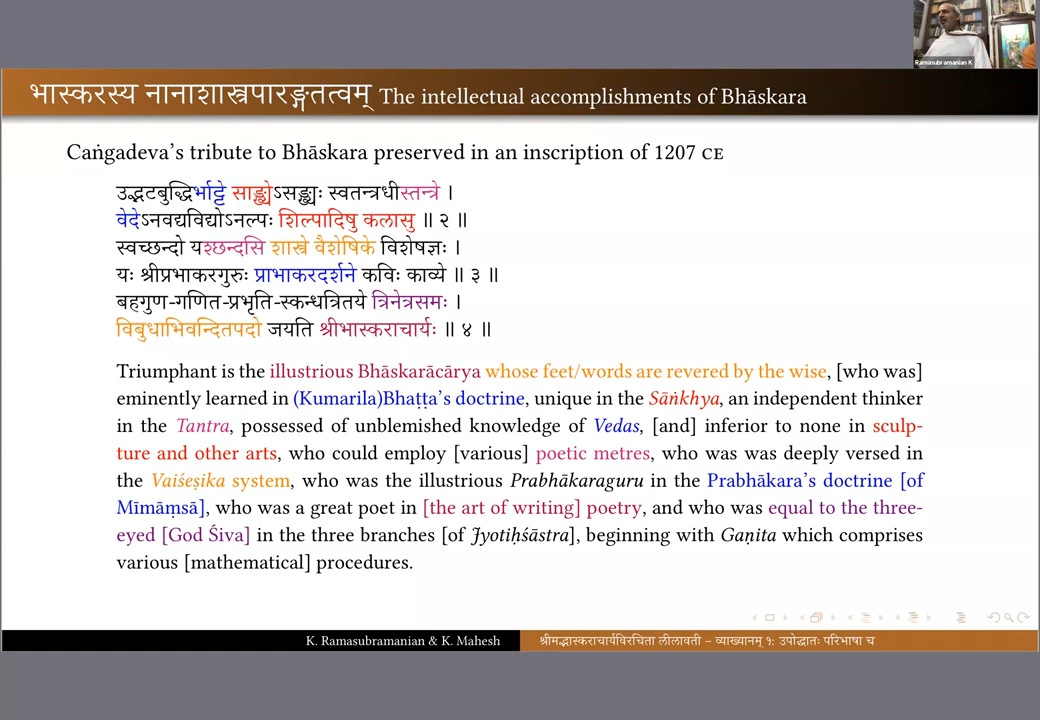 Ramasubramanian K
भास्करस्य नानाशास्त्रपारङ्गतत्वम् The intellectual accomplishments of Bhāskara
Caṅgadeva’s tribute to Bhāskara preserved in an inscription of 1207 CE
उद्भटबुद्धिर्भाट्टे साङ्ख्येऽसङ्ख्यः स्वतन्त्रधीस्तन्त्रे ।
वेदेऽनवद्यविद्योऽनल्पः शिल्पादिषु कलासु ॥ २ ॥
स्वच्छन्दो यश्छन्दसि शास्त्रे वैशेषिके विशेषज्ञः ।
यः श्रीप्रभाकरगुरुः प्राभाकरदर्शने कविः काव्ये ॥ ३ ॥
बहुगुण-गणित-प्रभृति-स्कन्धत्रितये त्रिनेत्रसमः ।
विबुधाभिवन्दितपदो जयति श्रीभास्कराचार्यः ॥ ४ ॥
Triumphant is the illustrious Bhāskarācārya whose feet/words are revered by the wise, [who was]
eminently learned in (Kumarila)Bhaṭṭa’s doctrine, unique in the Sāṅkhya, an independent thinker
in the Tantra, possessed of unblemished knowledge of Vedas, [and] inferior to none in sculp-
ture and other arts, who could employ [various] poetic metres, who was was deeply versed in
the Vaiśeṣika system, who was the illustrious Prabhākaraguru in the Prabhākara’s doctrine [of
Mīmāṃsā], who was a great poet in [the art of writing] poetry, and who was equal to the three-
eyed [God Śiva] in the three branches [of Jyotiḥśāstra], beginning with Gaṇita which comprises
various [mathematical] procedures.
K. Ramasubramanian & K. Mahesh
श्रीमद्भास्कराचार्यविरचिता लीलावती – व्याख्यानम् १: उपोद्घातः परिभाषा च